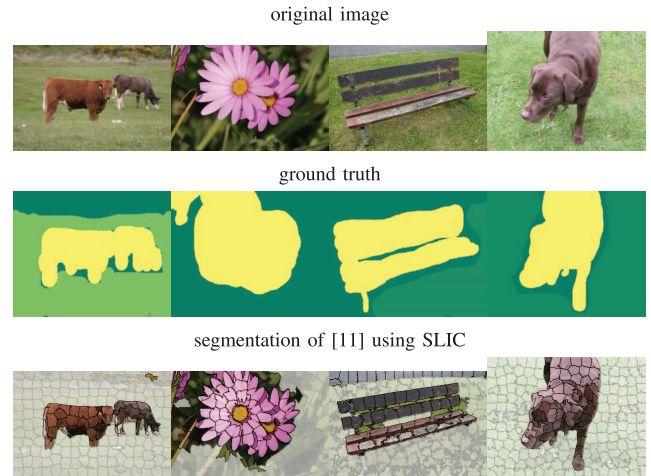 original image
ground truth
segmentation of [11] using SLIC